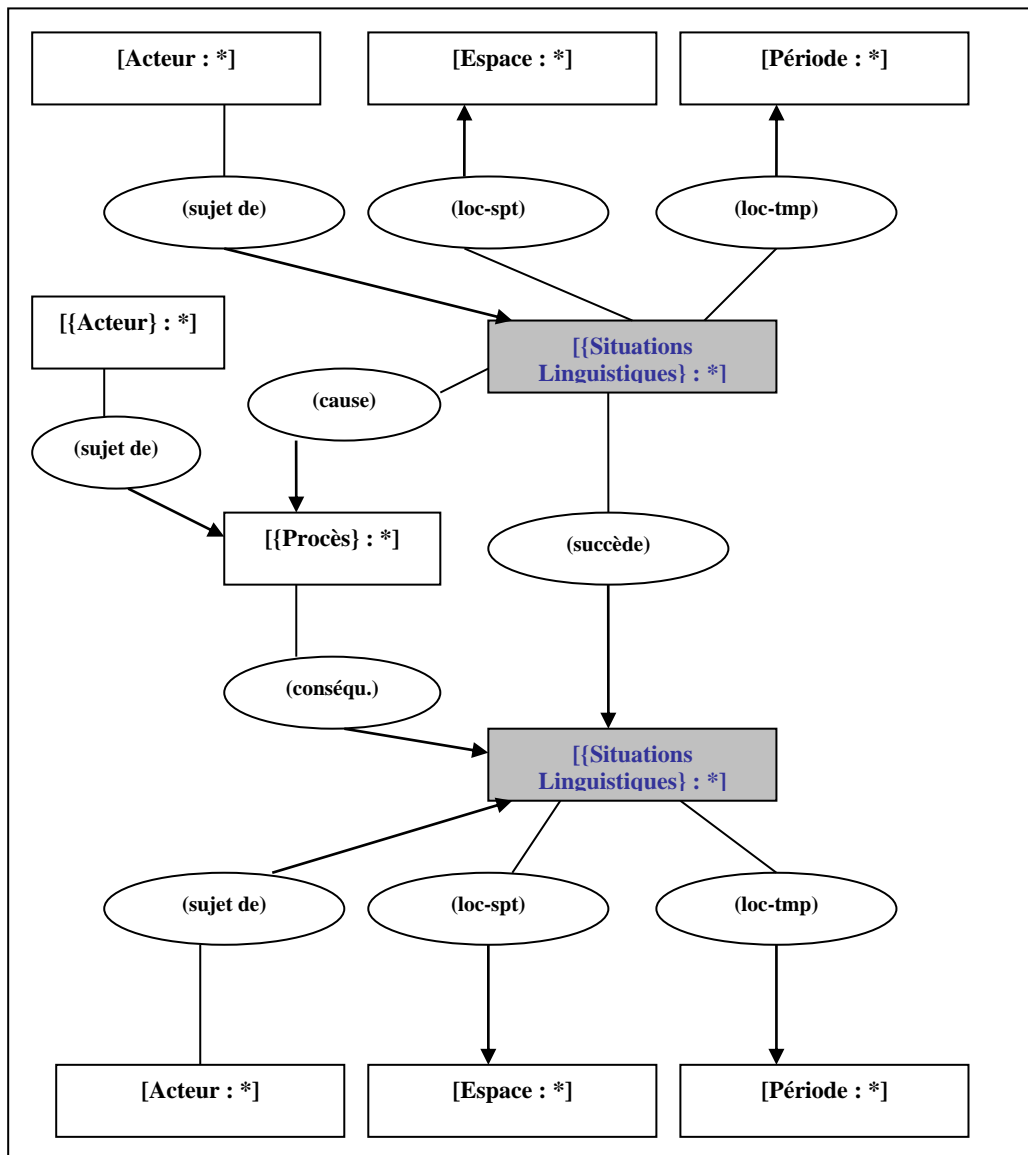 [Acteur : *]
[Espace : *]
[Période : *]
(sujet de)
(loc-spt)
(loc-tmp)
[{Acteur} : *]
[{Situations
Linguistiques} : *]
(cause)
(sujet de)
[{Procès} : *]
(succède)
(conséqu.)
[{Situations
Linguistiques} : *]
(sujet de)
(loc-spt)
(loc-tmp)
[Acteur : *]
[Espace : *]
[Période : *]